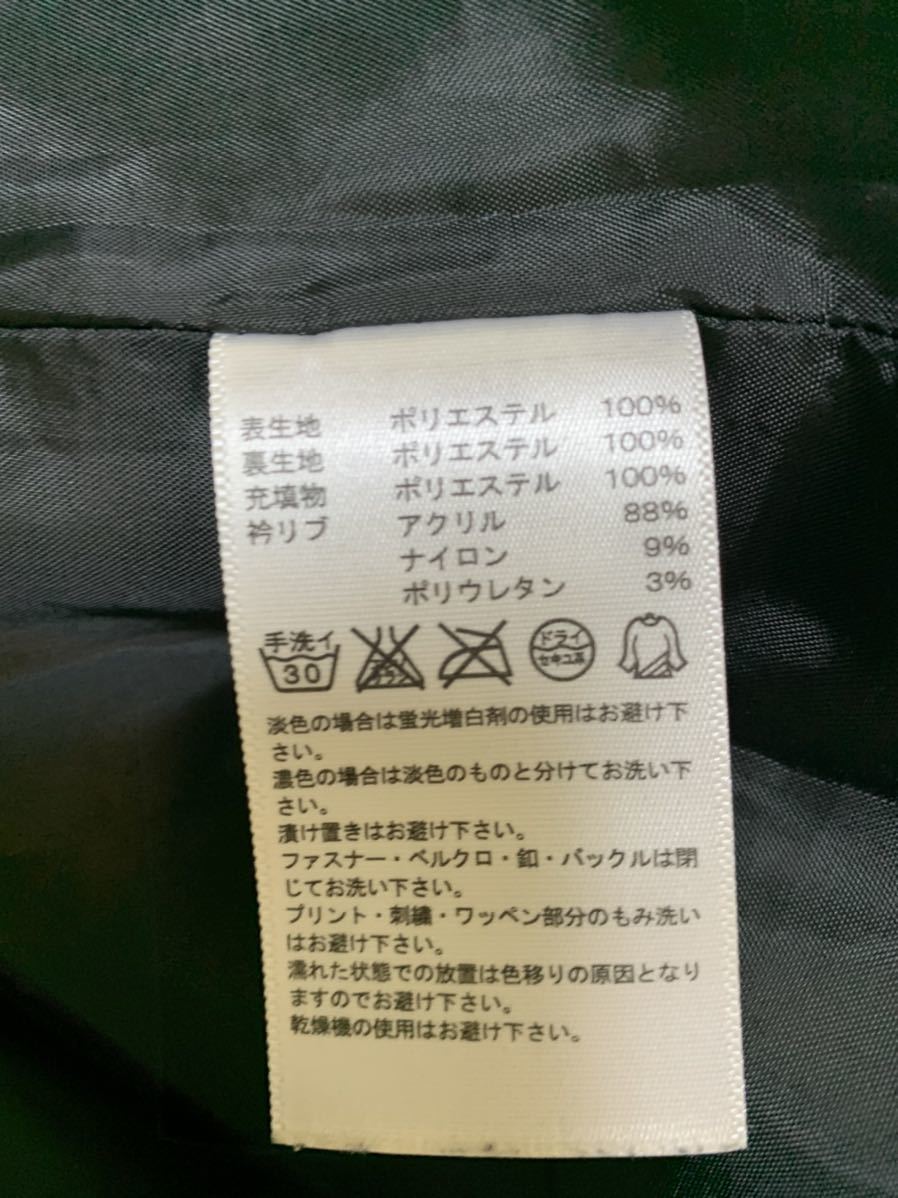 表生地 ポリエステル 100%
裏生地 ポリエステル 100%
充填物 ポリエステル 100%
衿リブ アクリル 88%
ナイロン 9%
ポリウレタン 3%
手洗イ 30 ドライ セキユ系
淡色の場合は蛍光増白剤の使用はお避け下
さい。
濃色の場合は淡色のものと分けてお洗い下
さい。
漬け置きはお避け下さい。
ファスナー・ベルクロ・釦・バックルは閉
じてお洗い下さい。
プリント・刺繍・ワッペン部分のもみ洗い
はお避け下さい。
濡れた状態での放置は色移りの原因となり
ますのでお避け下さい。
乾燥機の使用はお避け下さい。